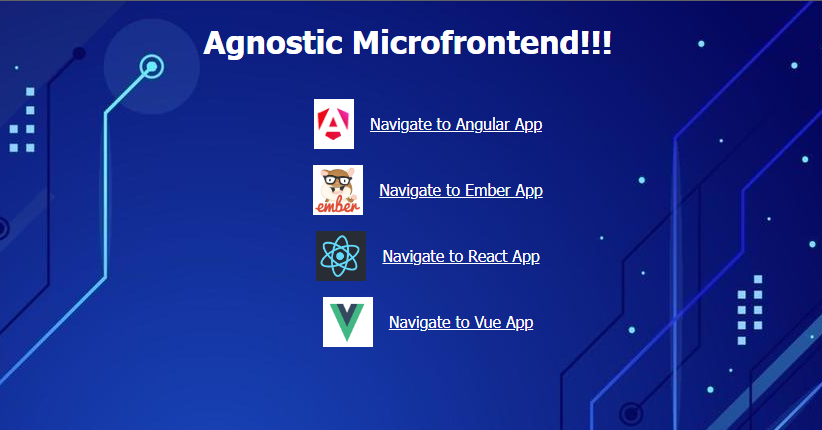 Agnostic Microfrontend!!!
Navigate to Angular App
ember
Navigate to Ember App
Navigate to React App
Navigate to Vue App